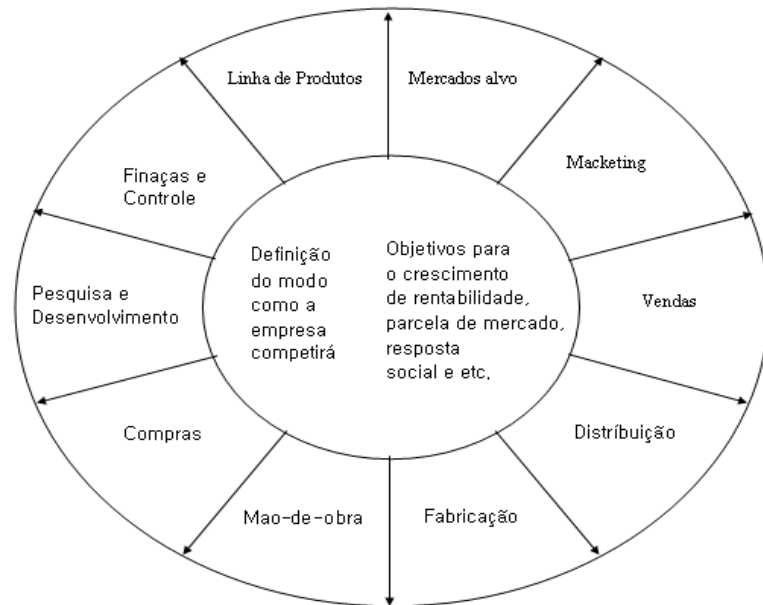 Linha de Produtos
Mercados alvo
Macketing
Vendas
Distríbuição
Fabricação
Mao-de-obra
Compras
Pesquisa e
Desenvolvimento
Finaças e
Controle
Definição
do modo
como a
empresa
competirá
Objetivos para
o crescimento
de rentabilidade,
parcela de mercado,
resposta
social e etc,